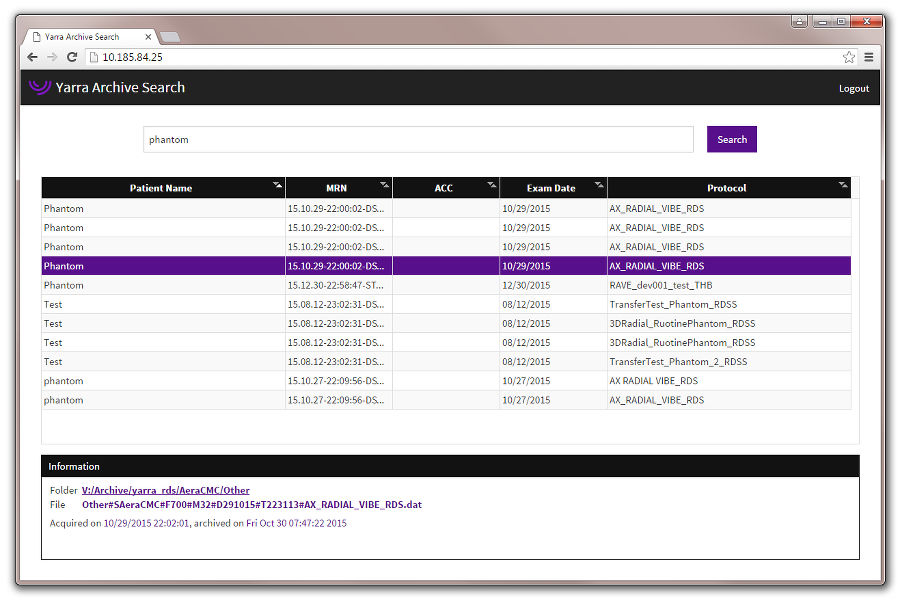 Yarra Archive Search
10.185.84.25
Yarra Archive Search Logout
phantom Search
Patient Name MRN ACC Exam Date Protocol
Phantom 15.10.29-22:00:02-DS... 10/29/2015 AX_RADIAL_VIBE_RDS
Phantom 15.10.29-22:00:02-DS... 10/29/2015 AX_RADIAL_VIBE_RDS
Phantom 15.10.29-22:00:02-DS... 10/29/2015 AX_RADIAL_VIBE_RDS
Phantom 15.10.29-22:00:02-DS... 10/29/2015 AX_RADIAL_VIBE_RDS
Phantom 15.12.30-22:58:47-ST... 12/30/2015 RAVE_dev001_test_THB
Test 15.08.12-23:02:31-DS... 08/12/2015 TransferTest_Phantom_RDSS
Test 15.08.12-23:02:31-DS... 08/12/2015 3DRadial_RuotinePhantom_RDSS
Test 15.08.12-23:02:31-DS... 08/12/2015 3DRadial_RuotinePhantom_RDSS
Test 15.08.12-23:02:31-DS... 08/12/2015 TransferTest_Phantom_2_RDSS
phantom 15.10.27-22:09:56-DS... 10/27/2015 AX RADIAL VIBE_RDS
phantom 15.10.27-22:09:56-DS... 10/27/2015 AX_RADIAL_VIBE_RDS
Information
Folder V:/Archive/yarra_rds/AeraCMC/Other
File Other#SAeraCMC#F700#M32#D291015#T223113#AX_RADIAL_VIBE_RDS.dat
Acquired on 10/29/2015 22:02:01, archived on Fri Oct 30 07:47:22 2015